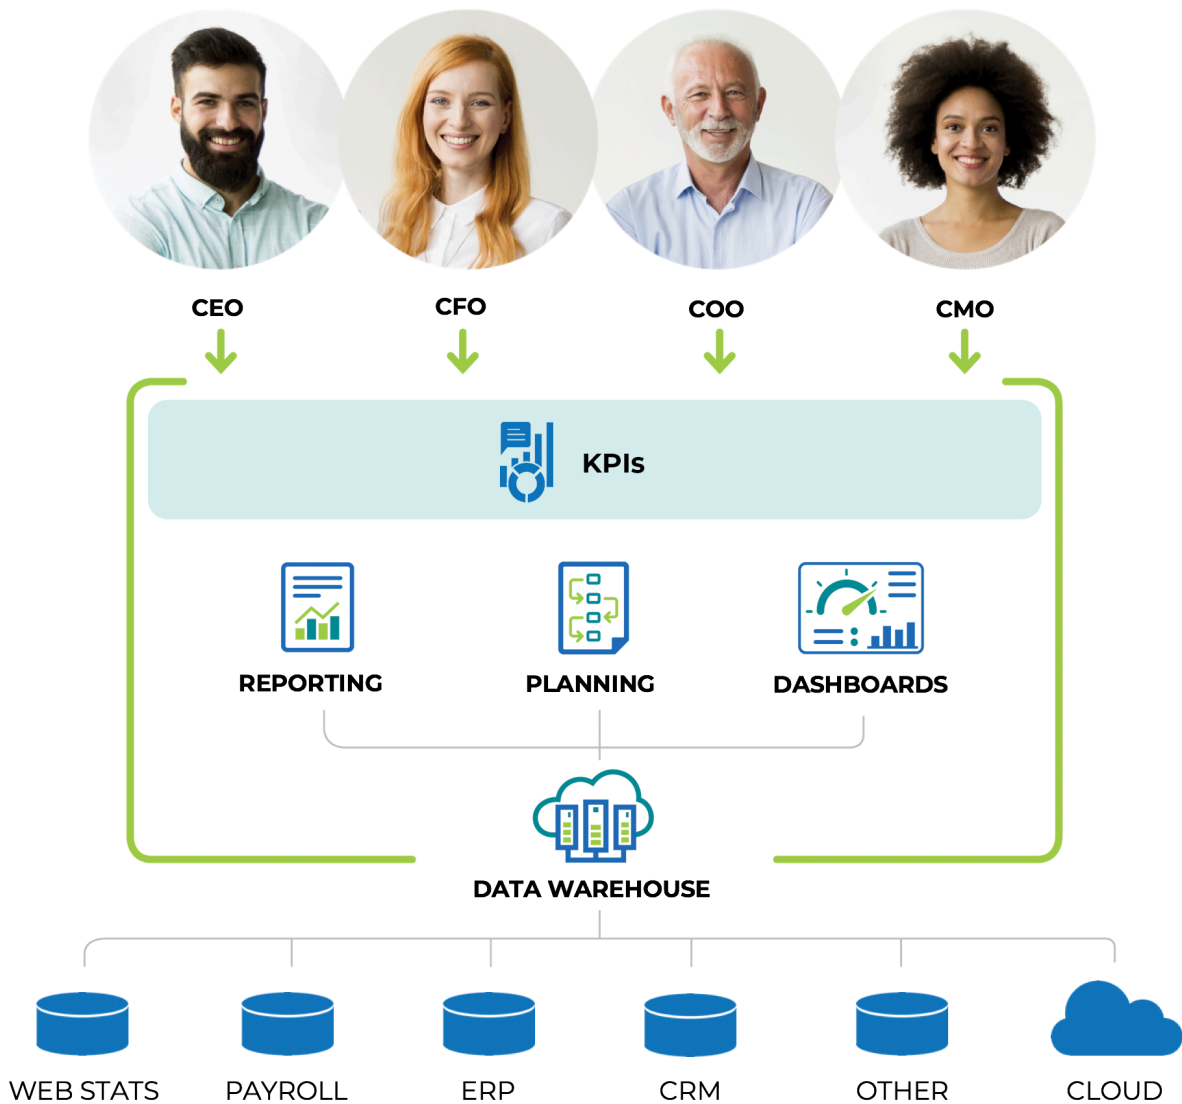 CEO
CFO
COO
CMO
KPIs
REPORTING
PLANNING
DASHBOARDS
DATA WAREHOUSE
WEB STATS
PAYROLL
ERP
CRM
OTHER
CLOUD